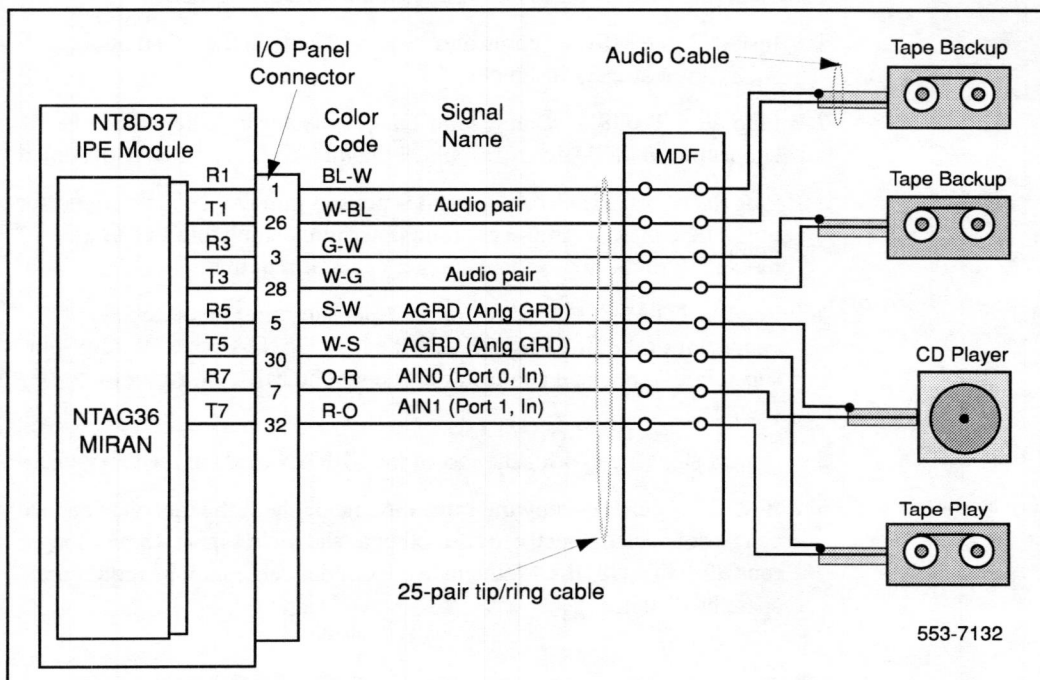 I/O Panel
Connector
Audio Cable
Tape Backup
NT8D37
IPE Module
Color
Code
Signal
Name
MDF
R1 1 BL-W
T1 26 W-BL Audio pair
R3 3 G-W
T3 28 W-G Audio pair
R5 5 S-W AGRD (Anlg GRD)
T5 30 W-S AGRD (Anlg GRD)
R7 7 O-R AIN0 (Port 0, In)
T7 32 R-O AIN1 (Port 1, In)
NTAG36
MIRAN
Tape Backup
CD Player
Tape Play
25-pair tip/ring cable
553-7132